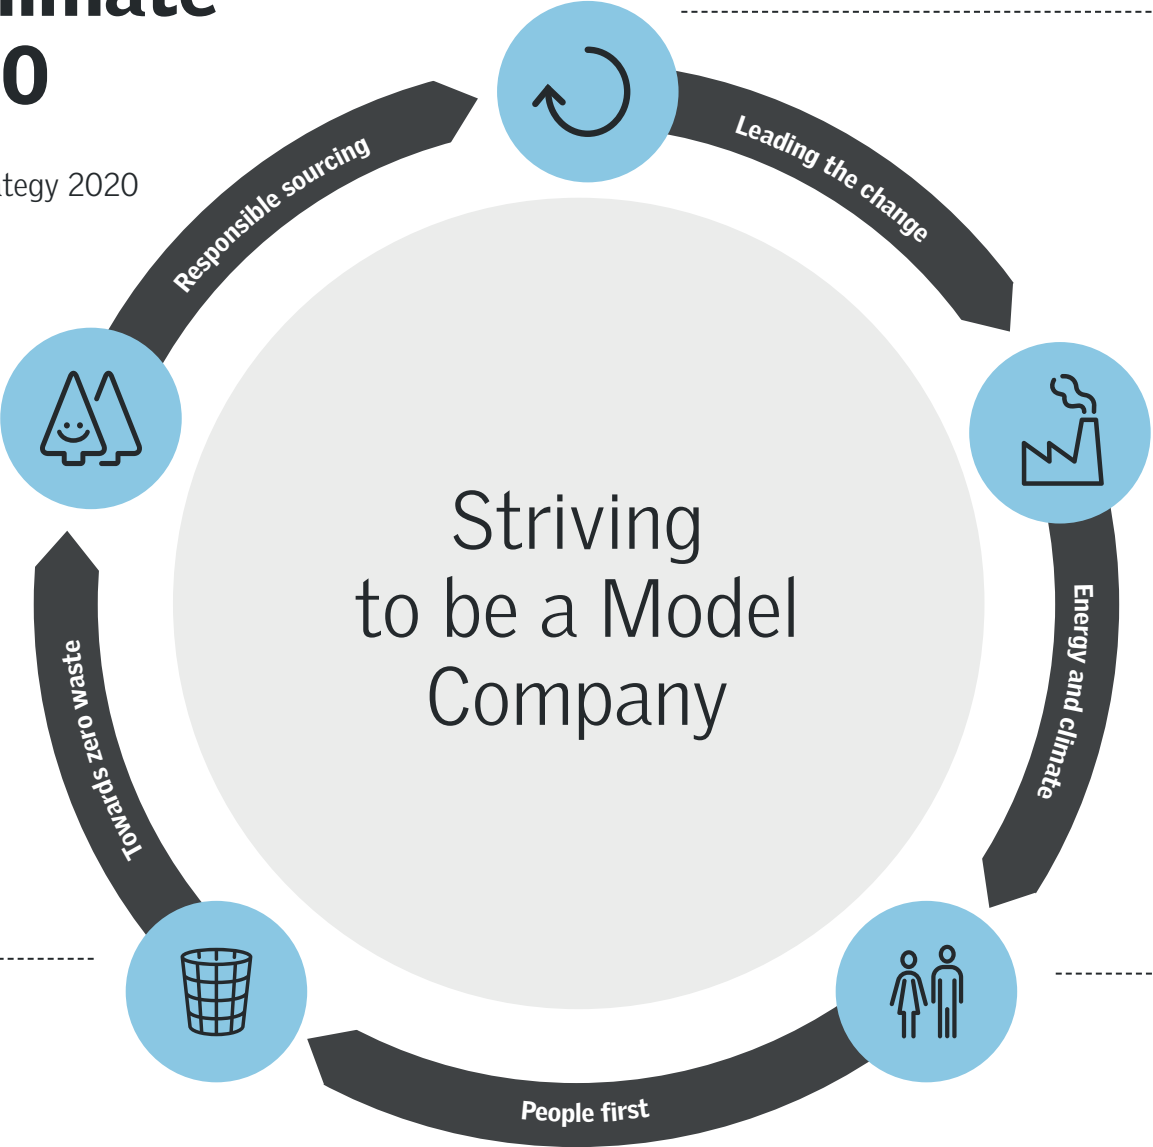 0
tegy 2020
Leading the change
Responsible sourcing
Striving
to be a Model
Company
Energy and climate
Towards zero waste
People first